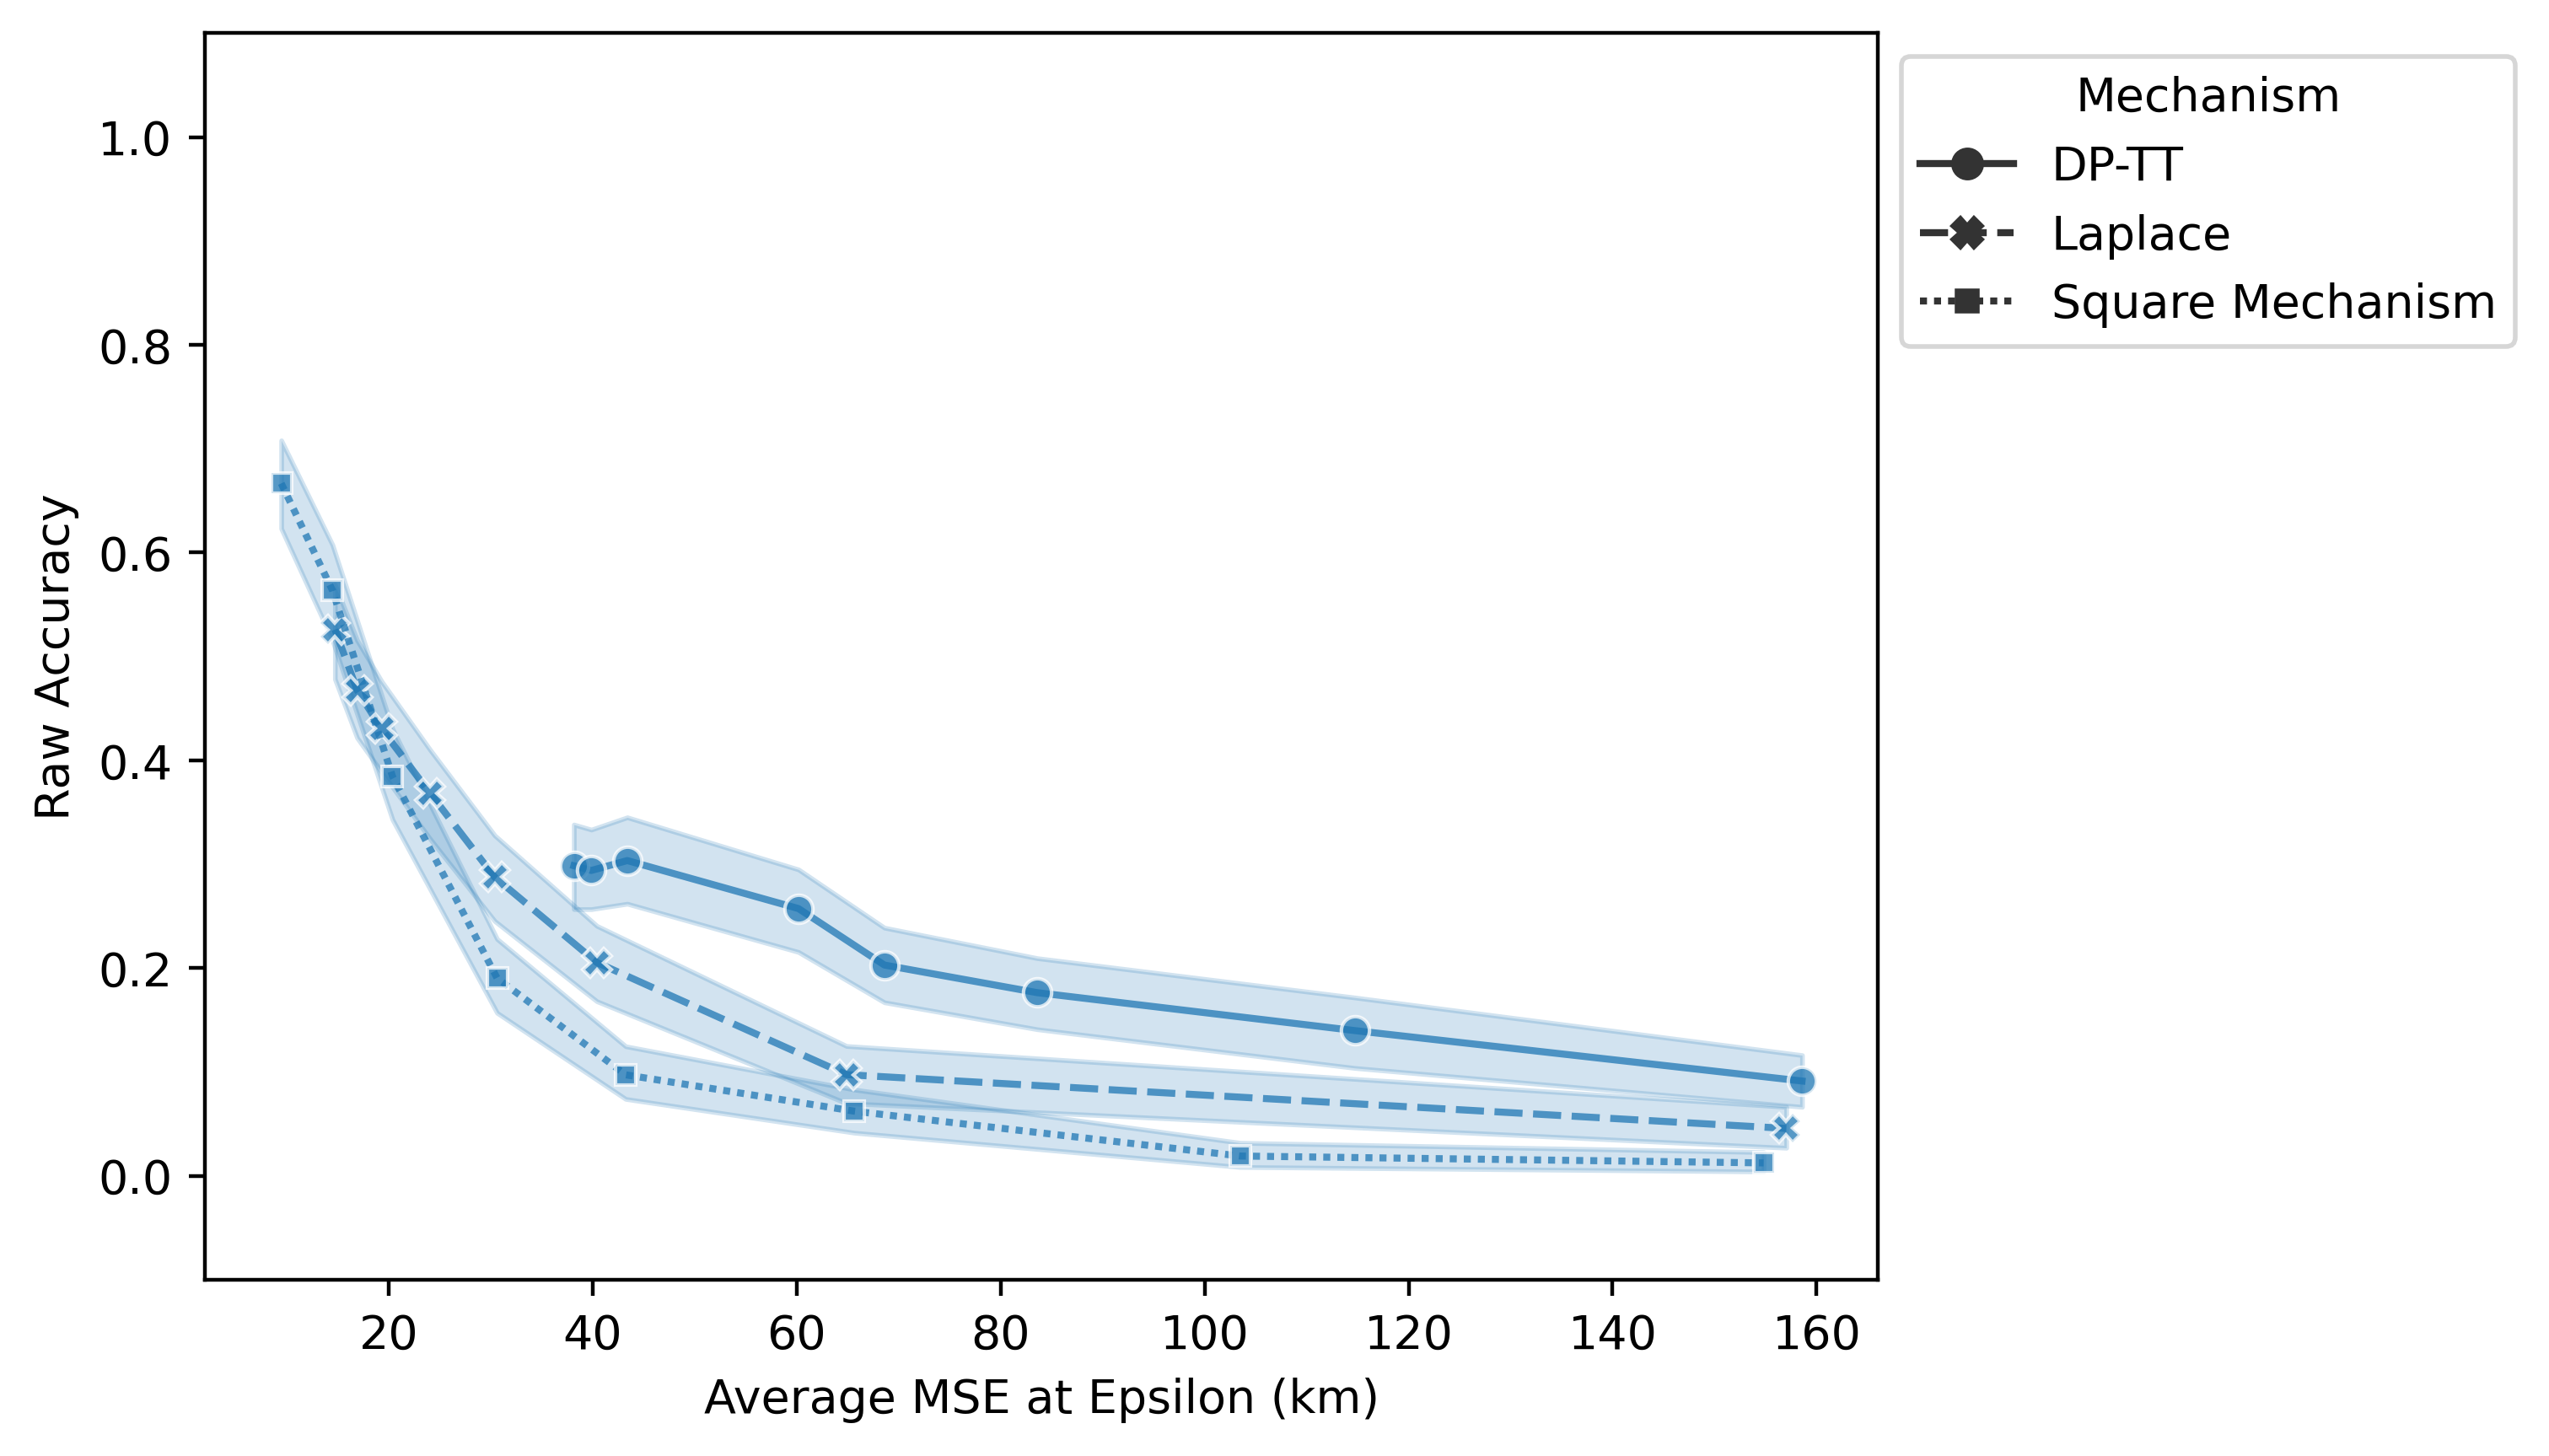 Mechanism
DP-TT
Laplace
Square Mechanism
Raw Accuracy
1.0
0.8
0.6
0.4
0.2
0.0
20 40 60 80 100 120 140 160
Average MSE at Epsilon (km)